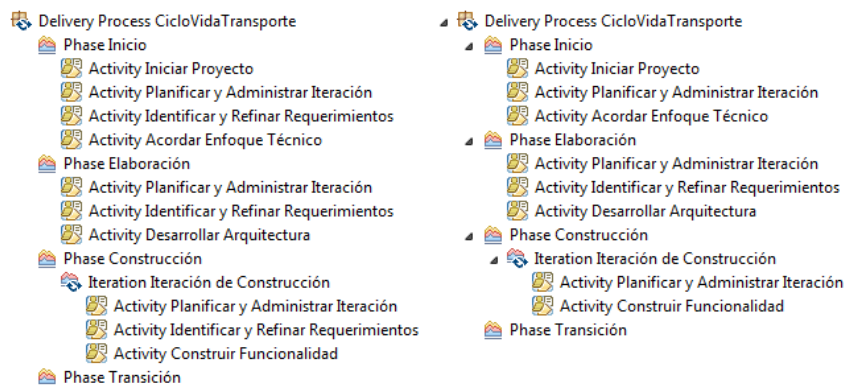 Delivery Process CicloVidaTransporte
Phase Inicio
Activity Iniciar Proyecto
Activity Planificar y Administrar Iteración
Activity Identificar y Refinar Requerimientos
Activity Acordar Enfoque Técnico
Phase Elaboración
Activity Planificar y Administrar Iteración
Activity Identificar y Refinar Requerimientos
Activity Desarrollar Arquitectura
Phase Construcción
Iteration Iteración de Construcción
Activity Planificar y Administrar Iteración
Activity Identificar y Refinar Requerimientos
Activity Construir Funcionalidad
Phase Transición
Delivery Process CicloVidaTransporte
Phase Inicio
Activity Iniciar Proyecto
Activity Planificar y Administrar Iteración
Activity Acordar Enfoque Técnico
Phase Elaboración
Activity Planificar y Administrar Iteración
Activity Identificar y Refinar Requerimientos
Activity Desarrollar Arquitectura
Phase Construcción
Iteration Iteración de Construcción
Activity Planificar y Administrar Iteración
Activity Construir Funcionalidad
Phase Transición